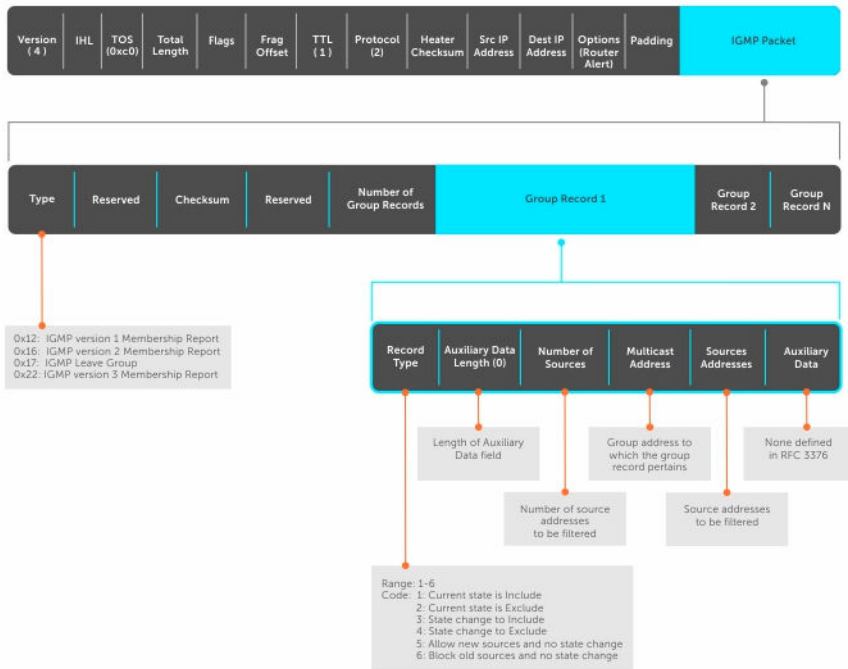 Version
( 4 )
IHL
TOS
(0xc0)
Total
Length
Flags
Frag
Offset
TTL
( 1 )
Protocol
(2)
Heater
Checksum
Src IP
Address
Dest IP
Address
Options
(Router
Alert)
Padding
IGMP Packet
Type
Reserved
Checksum
Reserved
Number of
Group Records
Group Record 1
Group
Record 2
Group
Record N
0x12: IGMP version 1 Membership Report
0x16: IGMP version 2 Membership Report
0x17: IGMP Leave Group
0x22: IGMP version 3 Membership Report
Record
Type
Auxiliary Data
Length (0)
Number of
Sources
Multicast
Address
Sources
Addresses
Auxiliary
Data
Length of Auxiliary
Data field
Group address to
which the group
record pertains
None defined
in RFC 3376
Number of source
addresses
to be filtered
Source addresses
to be filtered
Range: 1-6
Code: 1: Current state is Include
2: Current state is Exclude
3: State change to Include
4: State change to Exclude
5: Allow new sources and no state change
6: Block old sources and no state change